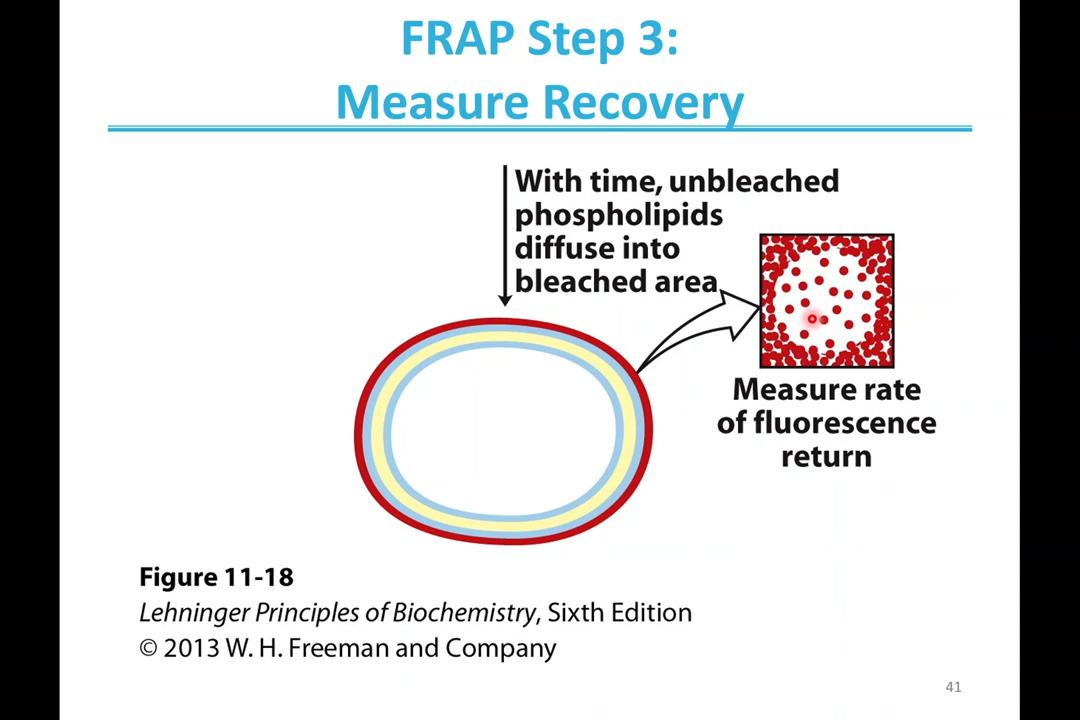 FRAP Step 3:
Measure Recovery
With time, unbleached
phospholipids
diffuse into
bleached area
Measure rate
of fluorescence
return
Figure 11-18
Lehninger Principles of Biochemistry, Sixth Edition
© 2013 W. H. Freeman and Company
41